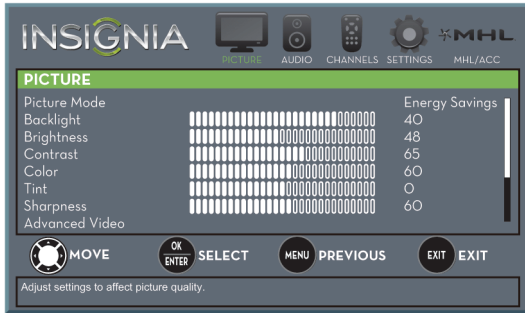 INSIGNIA
PICTURE AUDIO CHANNELS SETTINGS MHL MHL/ACC
PICTURE
Picture Mode Energy Savings
Backlight 40
Brightness 48
Contrast 65
Color 60
Tint 0
Sharpness 60
Advanced Video
MOVE OK ENTER SELECT MENU PREVIOUS EXIT EXIT
Adjust settings to affect picture quality.